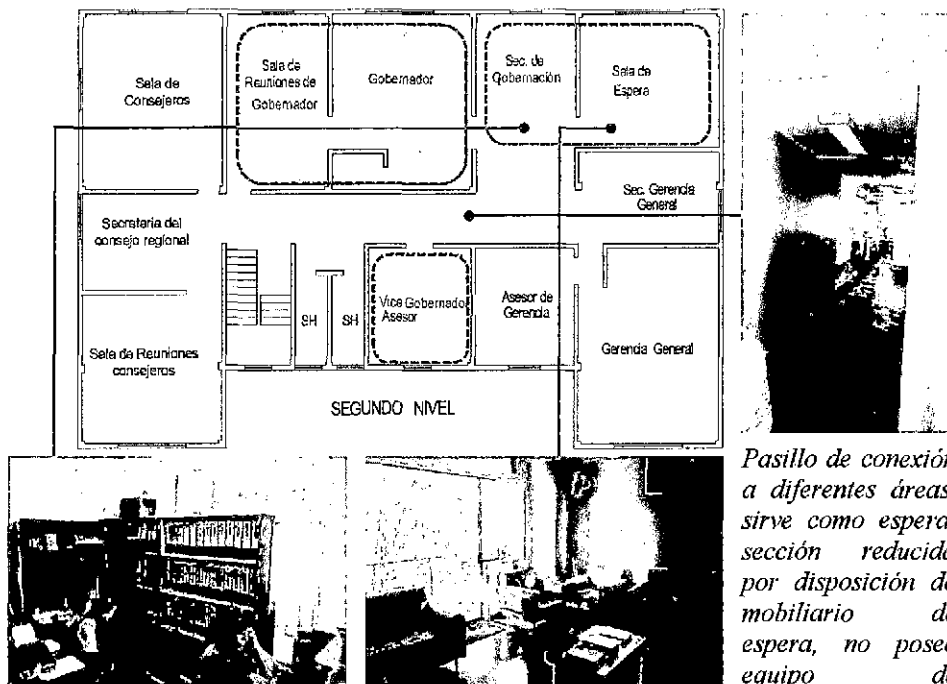 Sala de
Consejeros
Sala de
Reuniones de
Gobernador
Gobernador
Sec. de
Gobernación
Sala de
Espera
Secretaria del
consejo regional
Sec. Gerencia
General
SH
SH
Vice Gobernado
Asesor
Asesor de
Gerencia
Gerencia General
Sala de Reuniones
consejeros
SEGUNDO NIVEL
Pasillo de conexión
a diferentes áreas
sirve como espera
sección reducida
por disposición de
mobiliario de
espera, no posee
equipo de